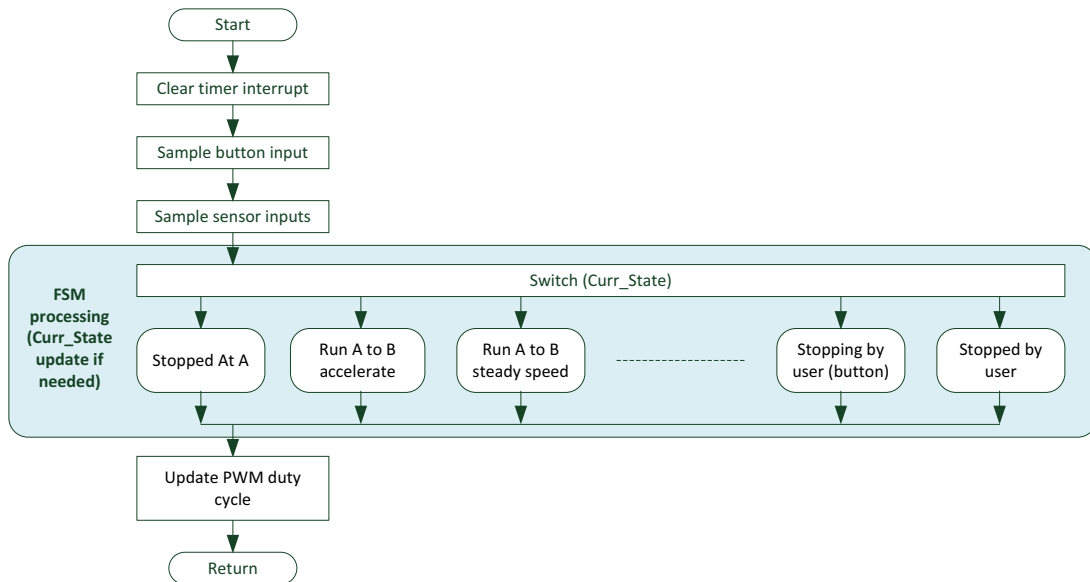 Start
Clear timer interrupt
Sample button input
Sample sensor inputs
FSM
processing
(Curr_State
update if
needed)
Switch (Curr_State)
Stopped At A
Run A to B
accelerate
Run A to B
steady speed
Stopping by
user (button)
Stopped by
user
Update PWM duty
cycle
Return